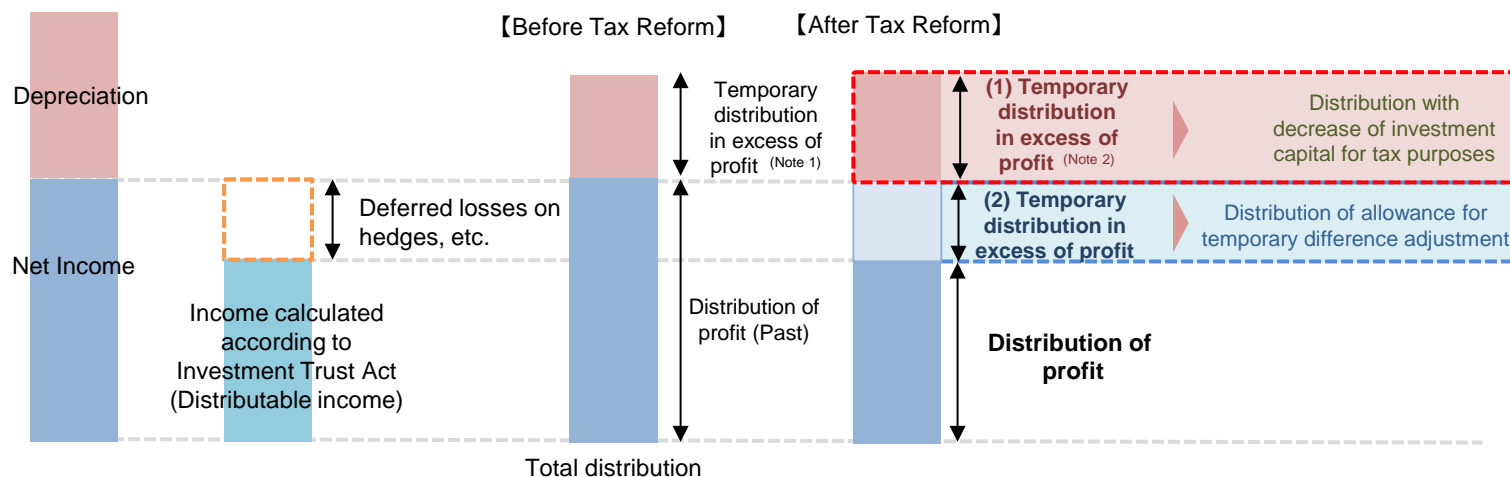 【Before Tax Reform】
【After Tax Reform】
Depreciation
Net Income
Deferred losses on
hedges, etc.
Income calculated
according to
Investment Trust Act
(Distributable income)
Temporary
distribution
in excess of
profit (Note 1)
Distribution of
profit (Past)
Total distribution
(1) Temporary
distribution
in excess of
profit (Note 2)
Distribution with
decrease of investment
capital for tax purposes
(2) Temporary
distribution in
excess of profit
Distribution of allowance for
temporary difference adjustment
Distribution of
profit